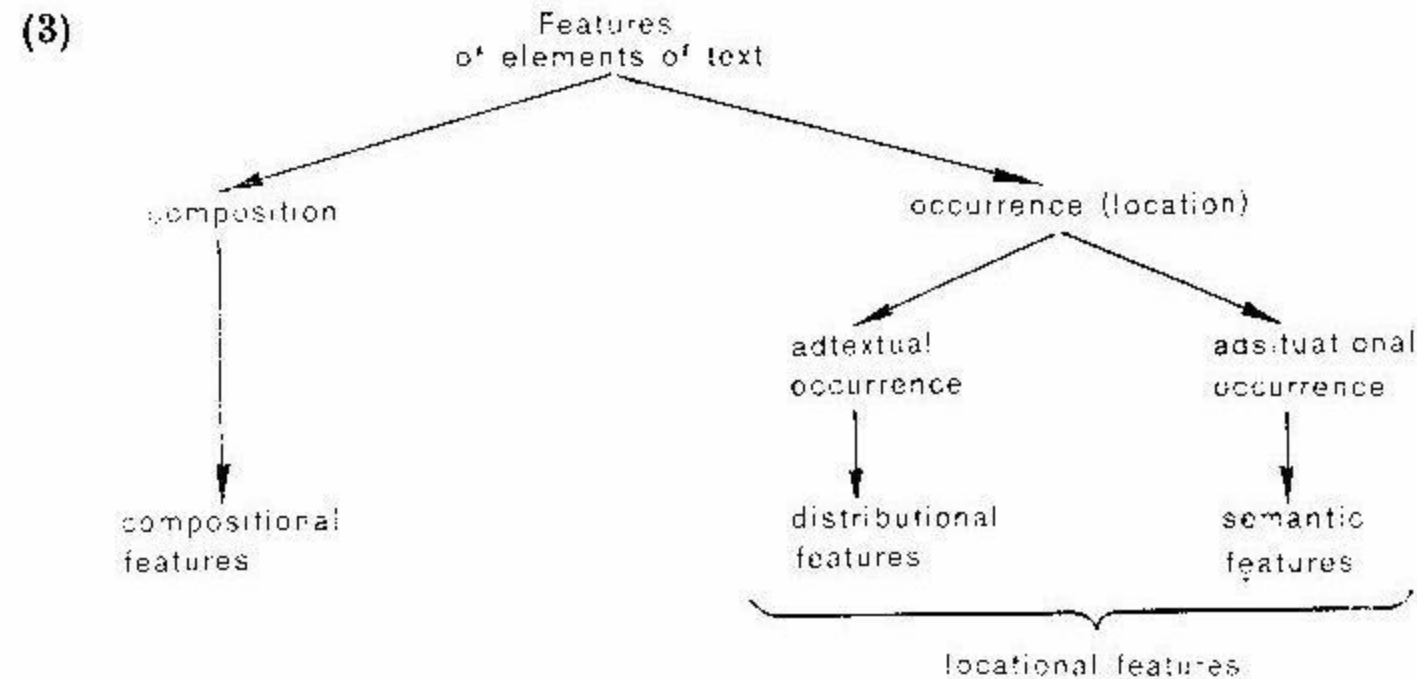 (3)
Features
of elements of text
composition
occurrence (location)
adtextual
occurrence
adsituational
occurrence
compositional
features
distributional
features
semantic
features
locational features